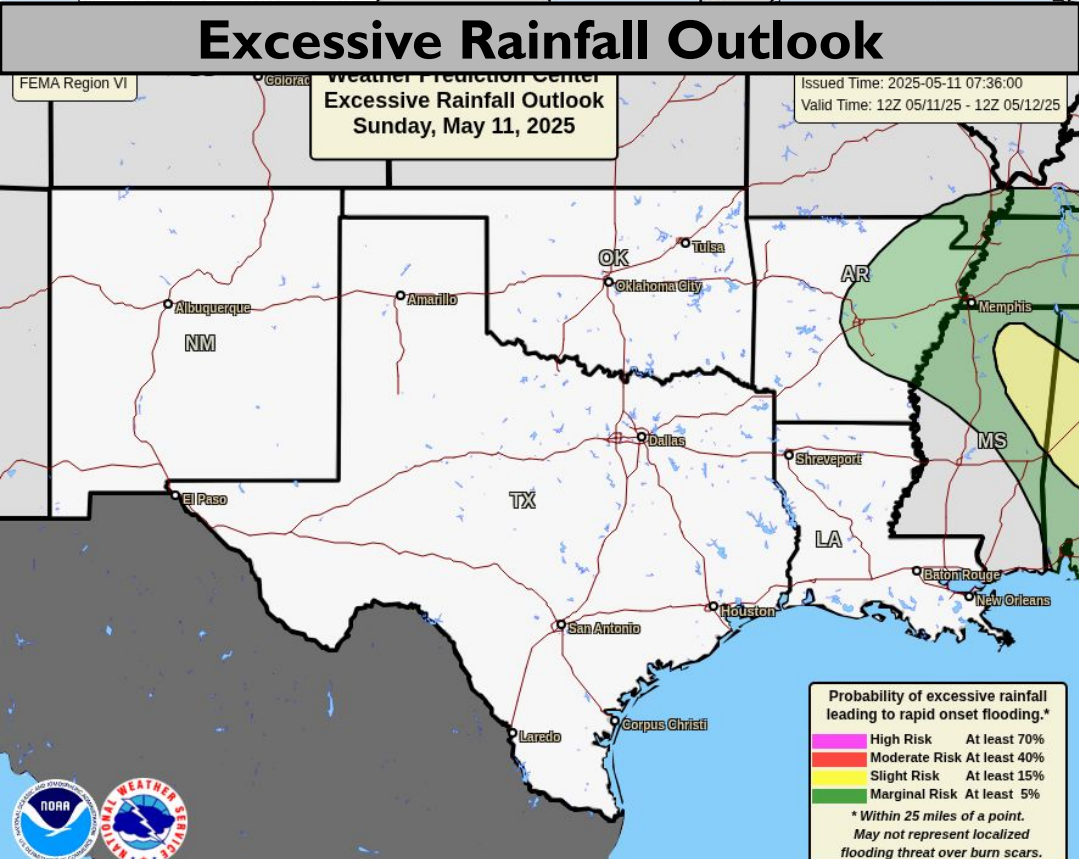 Excessive Rainfall Outlook
FEMA Region VI
Weather Prediction Center
Excessive Rainfall Outlook
Sunday, May 11, 2025
Issued Time: 2025-05-11 07:36:00
Valid Time: 12Z 05/11/25 - 12Z 05/12/25
Colorad
OK
Tulsa
Oklahoma City
AR
Memphis
Albuquerque
Amarillo
NM
Dallas
MS
Shreveport
El Paso
TX
LA
Baton Rouge
New Orleans
Houston
San Antonio
Corpus Christi
Laredo
Probability of excessive rainfall
leading to rapid onset flooding.*
High Risk At least 70%
Moderate Risk At least 40%
Slight Risk At least 15%
Marginal Risk At least 5%
* Within 25 miles of a point.
May not represent localized
flooding threat over burn scars.
NOAA
NATIONAL WEATHER SERVICE